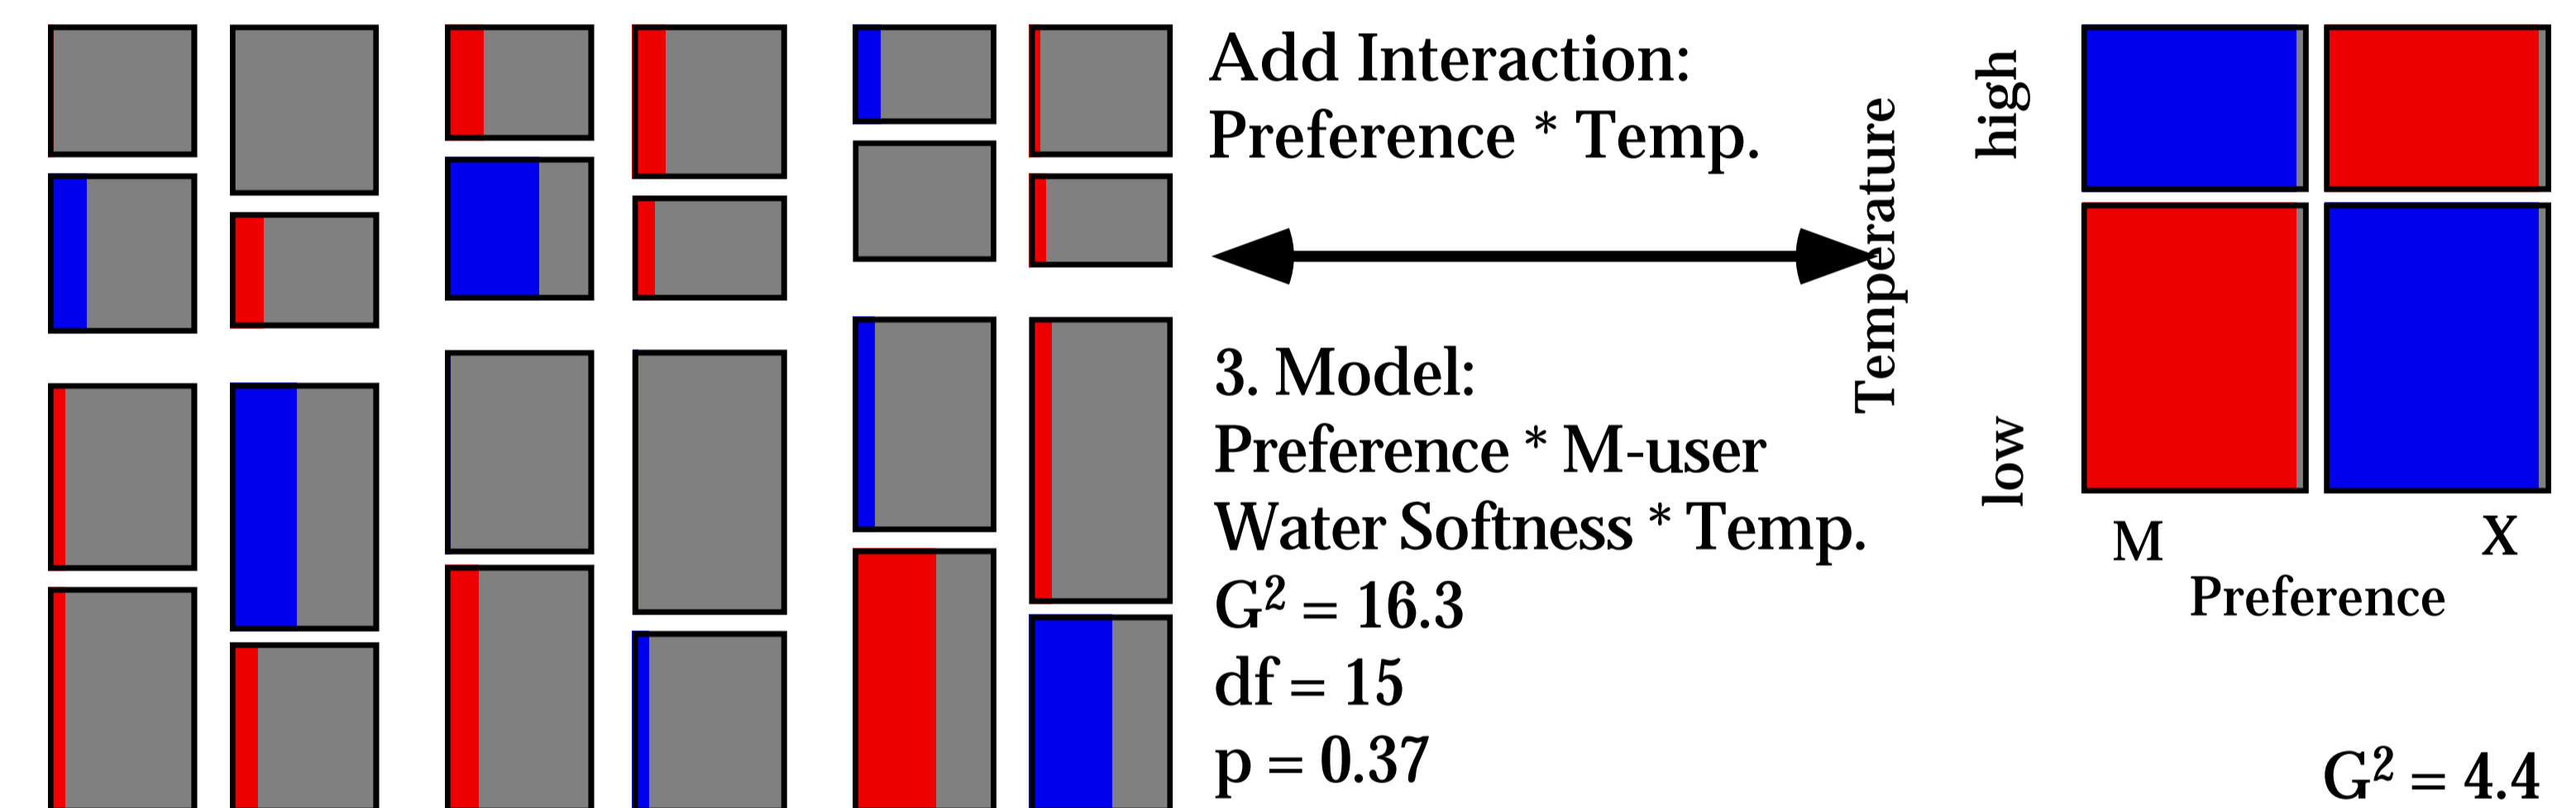 Add Interaction:
Preference * Temp.
3. Model:
Preference * M-user
Water Softness * Temp.
G² = 16.3
df = 15
p = 0.37
Temperature
high
low
M X
Preference
G² = 4.4